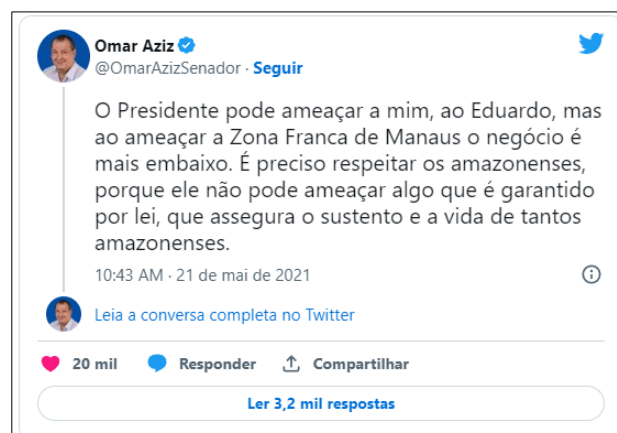 Omar Aziz
@OmarAzizSenador · Seguir
O Presidente pode ameaçar a mim, ao Eduardo, mas
ao ameaçar a Zona Franca de Manaus o negócio é
mais embaixo. É preciso respeitar os amazonenses,
porque ele não pode ameaçar algo que é garantido
por lei, que assegura o sustento e a vida de tantos
amazonenses.
10:43 AM · 21 de mai de 2021
Leia a conversa completa no Twitter
20 mil Responder Compartilhar
Ler 3,2 mil respostas